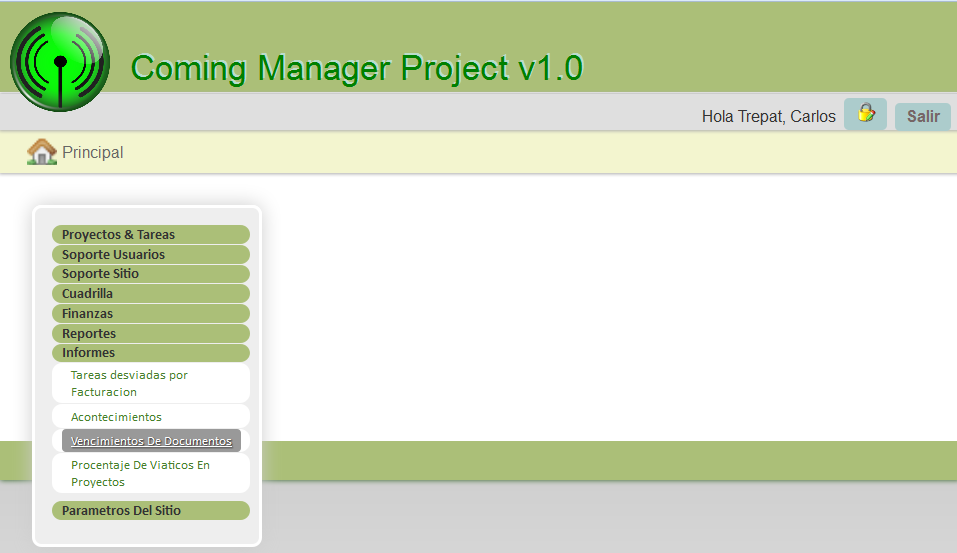 Coming Manager Project v1.0
Hola Trepat, Carlos
Salir
Principal
Proyectos & Tareas
Soporte Usuarios
Soporte Sitio
Cuadrilla
Finanzas
Reportes
Informes
Tareas desviadas por
Facturacion
Acontecimientos
Vencimientos De Documentos
Procentaje De Viaticos En
Proyectos
Parametros Del Sitio